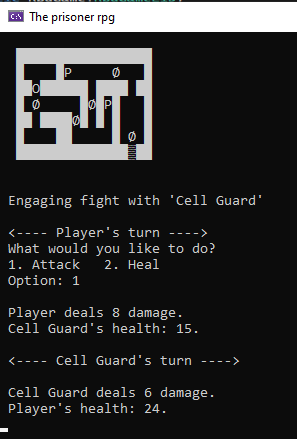 The prisoner rpg
P Ø
O
Ø Ø P
Ø
Ø
Engaging fight with 'Cell Guard'
<---- Player's turn ---->
What would you like to do?
1. Attack 2. Heal
Option: 1
Player deals 8 damage.
Cell Guard's health: 15.
<---- Cell Guard's turn ---->
Cell Guard deals 6 damage.
Player's health: 24.